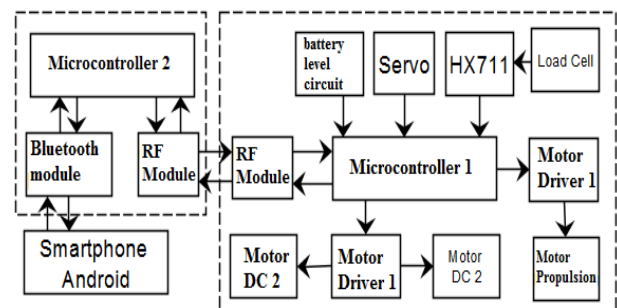 Microcontroller 2
Bluetooth
module
RF
Module
Smartphone
Android
battery
level
circuit
Servo
HX711
Load Cell
RF
Module
Microcontroller 1
Motor
Driver 1
Motor
DC 2
Motor
Driver 1
Motor
DC 2
Motor
Propulsion